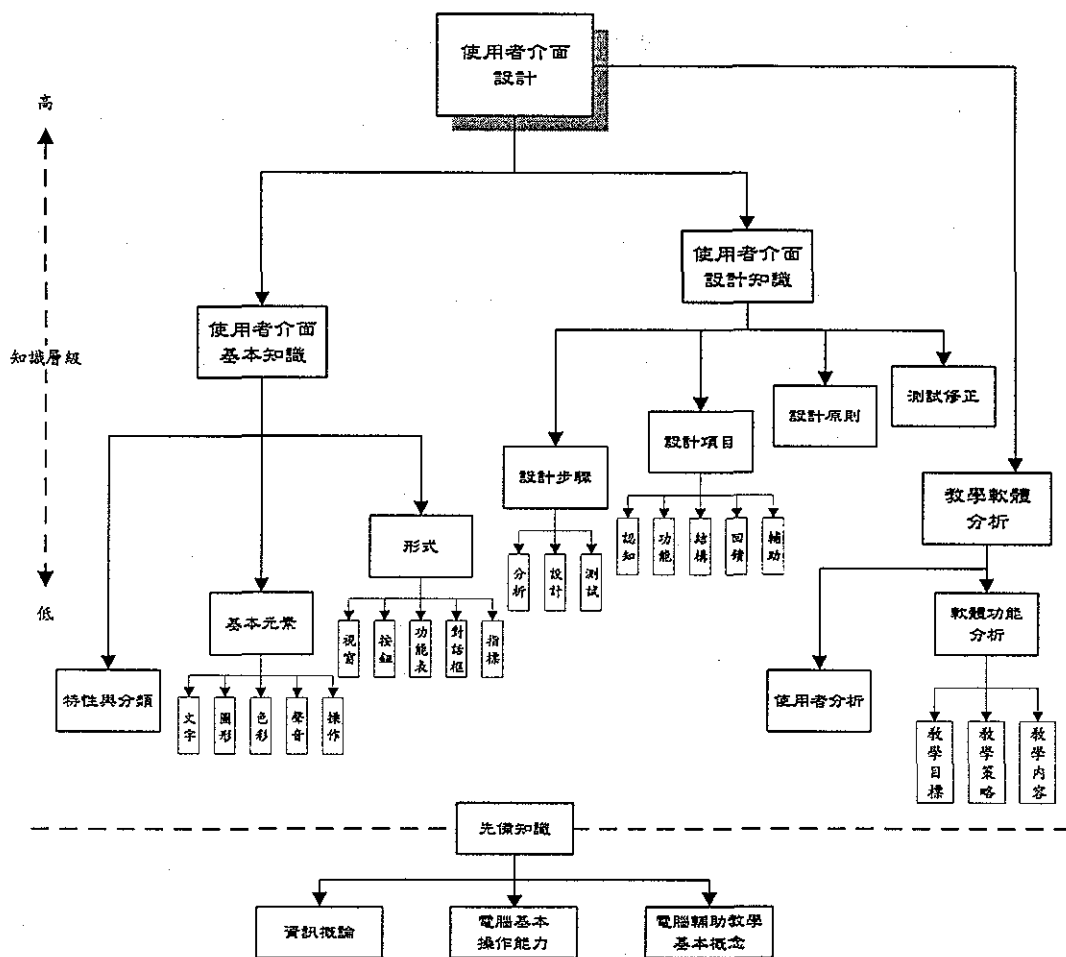 使用者介面
設計
高
使用者介面
設計知識
使用者介面
基本知識
知識層級
測試修正
設計原則
設計項目
設計步驟
教學軟體
分析
形式
認知
功能
結構
回饋
輔助
分析
設計
測試
低
基本元素
軟體功能
分析
視窗
按鈕
功能表
對話框
指標
特性與分類
使用者分析
文字
圖形
色彩
聲音
操作
教學目標
教學策略
教學內容
先備知識
資訊概論
電腦基本
操作能力
電腦輔助教學
基本概念